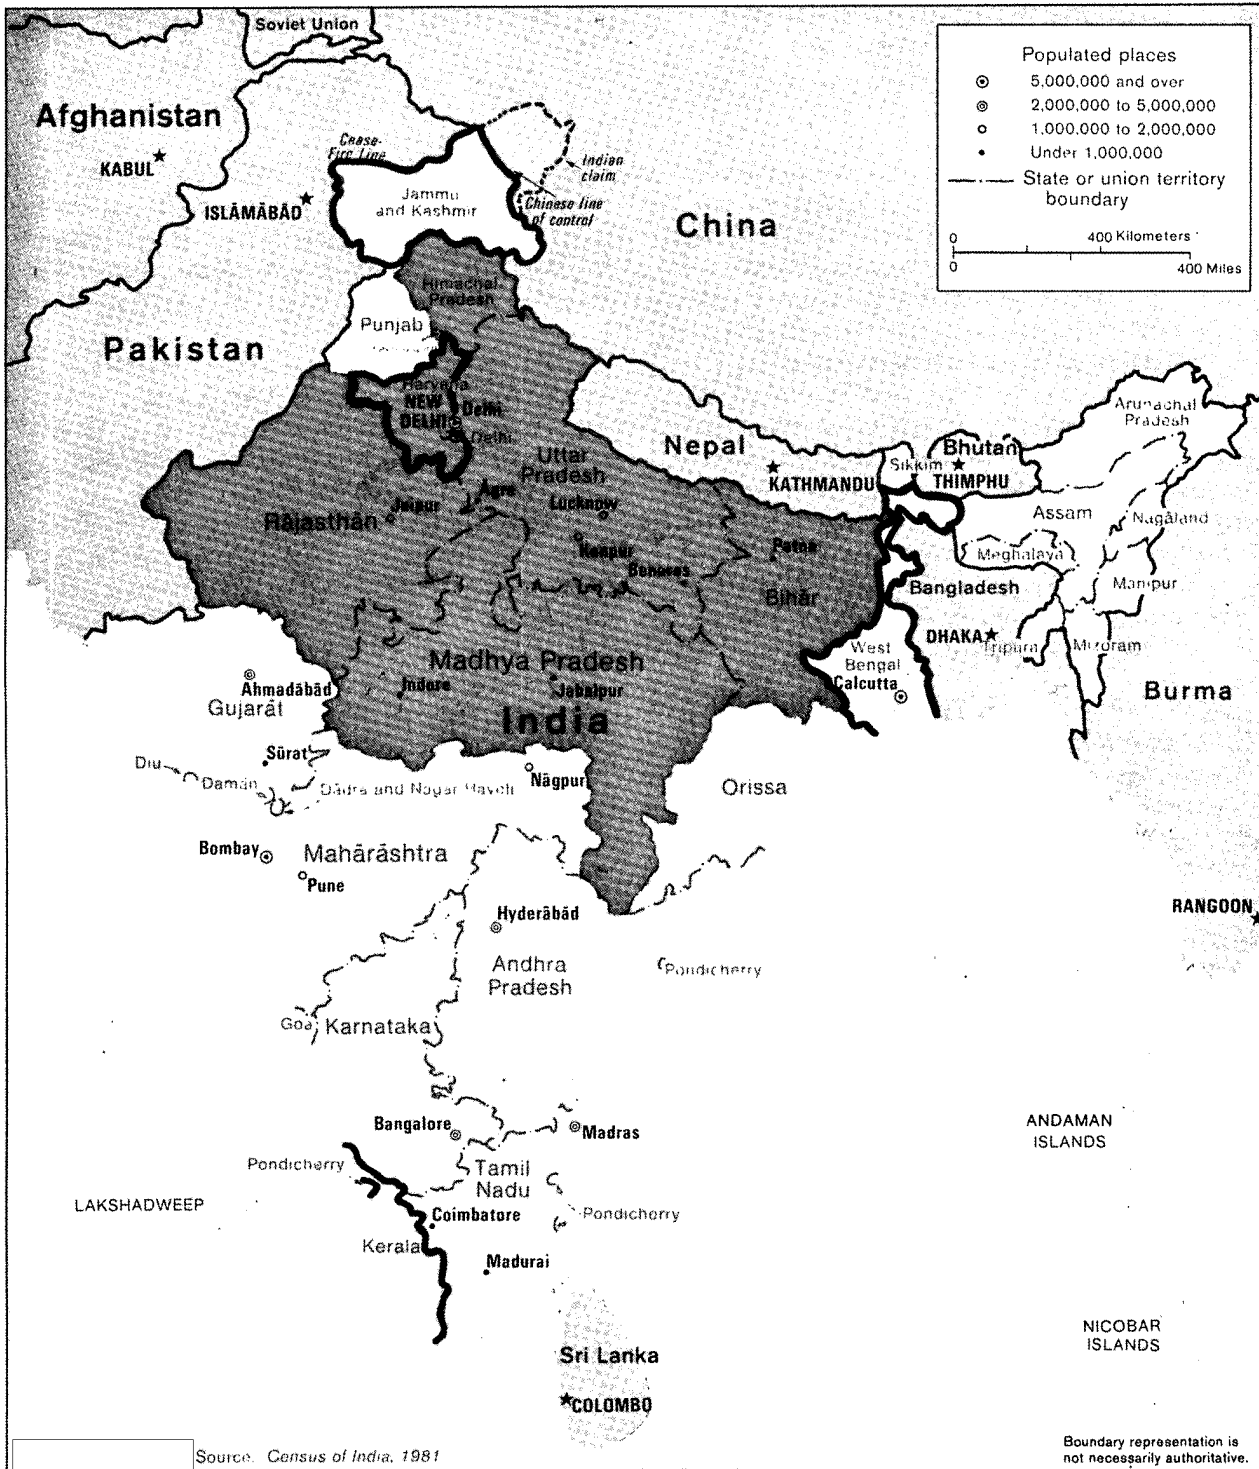 Soviet Union
Populated places
5,000,000 and over
2,000,000 to 5,000,000
1,000,000 to 2,000,000
Under 1,000,000
State or union territory
boundary
0 400 Kilometers
0 400 Miles
Afghanistan
KABUL
Cease-
Fire Line
Indian
claim
ISLĀMĀBĀD
Jammu
and Kashmir
Chinese line
of control
China
Himachal
Pradesh
Punjab
Pakistan
Haryana
NEW
DELHI
Delhi
Delhi
Arunachal
Pradesh
Nepal
Bhutan
Sikkim
Uttar
Pradesh
KATHMANDU
THIMPHU
Agra
Jaipur
Lucknow
Rājasthān
Assam
Nagāland
Kanpur
Patna
Meghalaya
Benares
Bangladesh
Manipur
Bihār
DHAKA
Tripura
Mizoram
West
Bengal
Madhya Pradesh
Calcutta
Ahmadābād
Indore
Jabalpur
Burma
Gujarāt
India
Sūrat
Diu
Damān
Dādra and Nagar Haveli
Nāgpur
Orissa
Bombay
Mahārāshtra
Pune
RANGOON
Hyderābād
Andhra
Pradesh
Pondicherry
Goa
Karnataka
Bangalore
Madras
ANDAMAN
ISLANDS
Pondicherry
Tamil
Nadu
LAKSHADWEEP
Coimbatore
Pondicherry
Kerala
Madurai
NICOBAR
ISLANDS
Sri Lanka
COLOMBO
Source. Census of India, 1981
Boundary representation is
not necessarily authoritative.